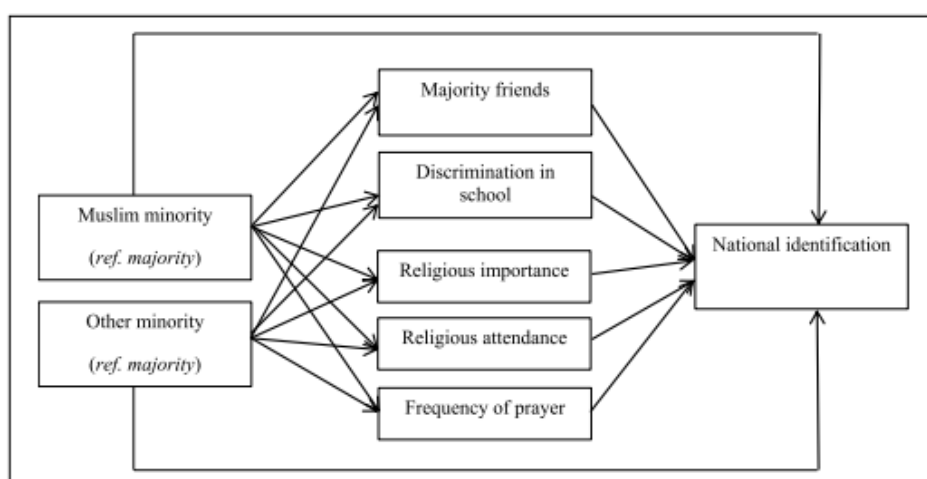 Majority friends
Discrimination in
school
Muslim minority
(ref. majority)
National identification
Religious importance
Other minority
(ref. majority)
Religious attendance
Frequency of prayer